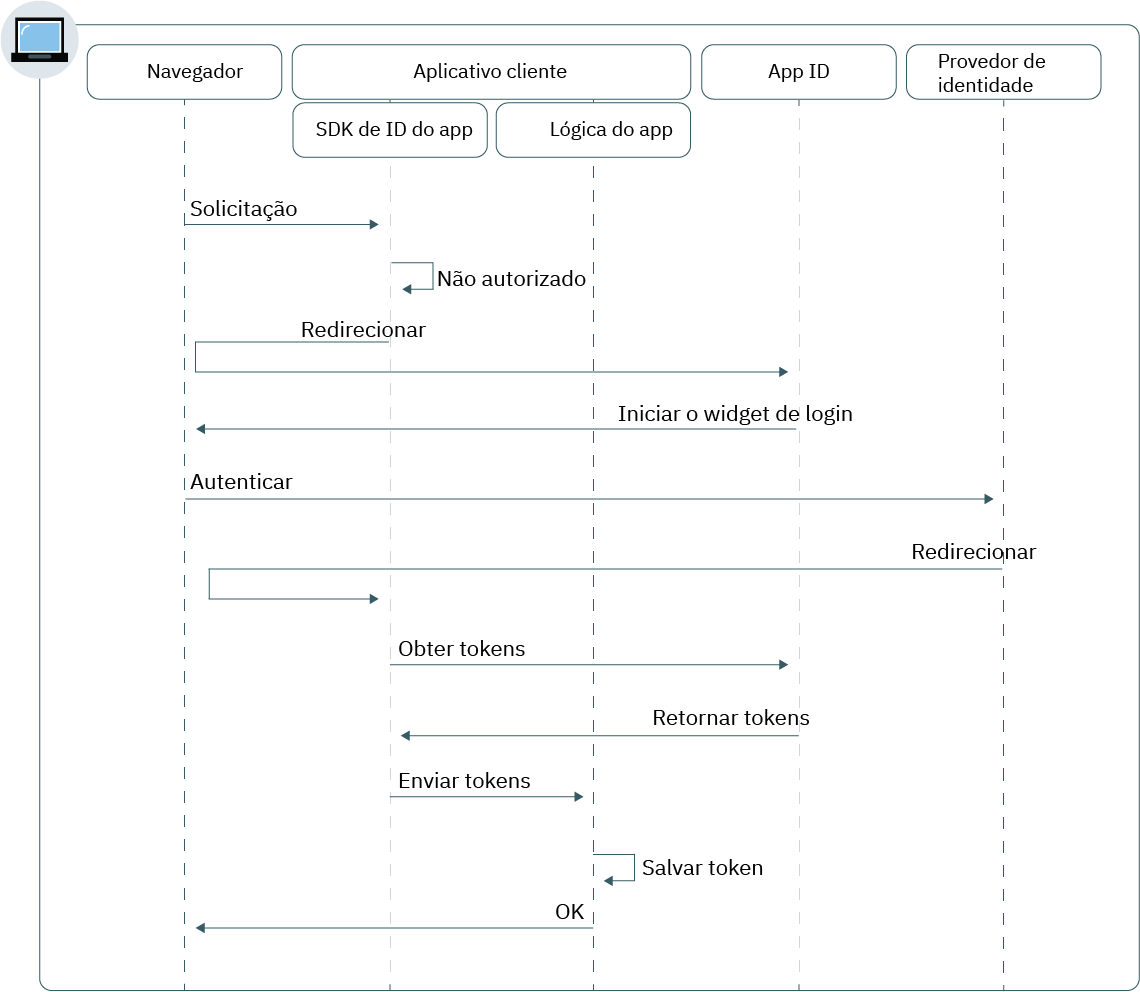 Navegador
Aplicativo cliente
App ID
Provedor de
identidade
SDK de ID do app
Lógica do app
Solicitação
Não autorizado
Redirecionar
Iniciar o widget de login
Autenticar
Redirecionar
Obter tokens
Retornar tokens
Enviar tokens
Salvar token
OK